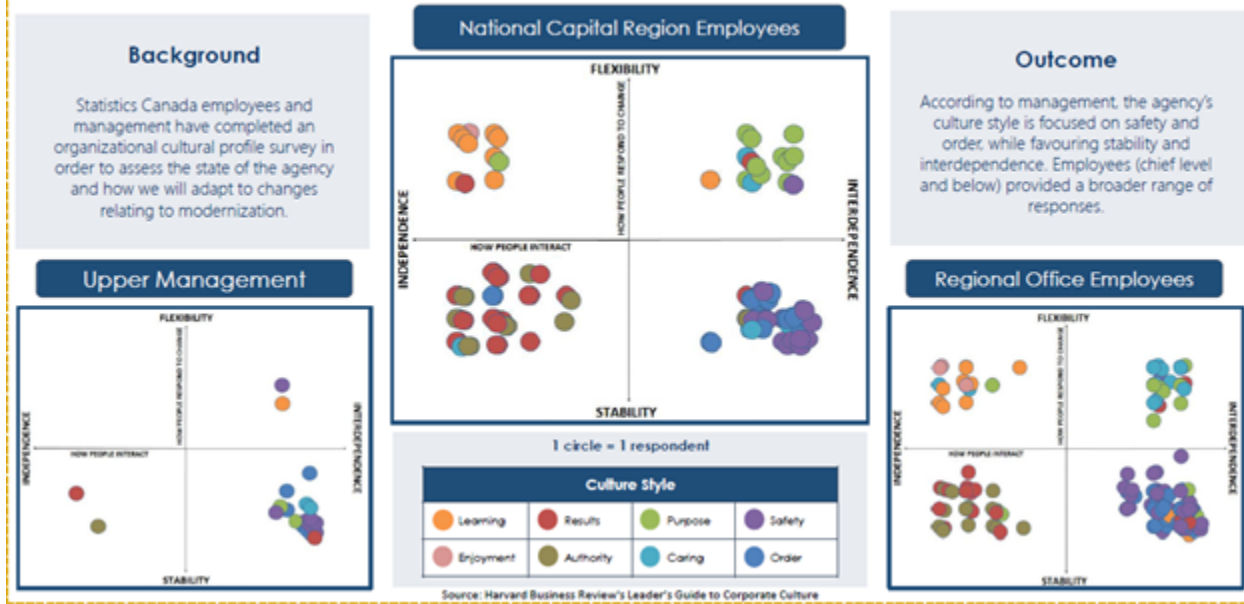 Background
Statistics Canada employees and
management have completed an
organizational cultural profile survey in
order to assess the state of the agency
and how we will adapt to changes
relating to modernization.
National Capital Region Employees
FLEXIBILITY
HOW PEOPLE RESPOND TO CHANGE
INDEPENDENCE
HOW PEOPLE INTERACT
INTERDEPENDENCE
STABILITY
Outcome
According to management, the agency's
culture style is focused on safety and
order, while favouring stability and
interdependence. Employees (chief level
and below) provided a broader range of
responses.
Upper Management
FLEXIBILITY
HOW PEOPLE RESPOND TO CHANGE
INDEPENDENCE
HOW PEOPLE INTERACT
INTERDEPENDENCE
STABILITY
1 circle = 1 respondent
Culture Style
Learning Results Purpose Safety
Enjoyment Authority Caring Order
Source: Harvard Business Review's Leader's Guide to Corporate Culture
Regional Office Employees
FLEXIBILITY
HOW PEOPLE RESPOND TO CHANGE
INDEPENDENCE
HOW PEOPLE INTERACT
INTERDEPENDENCE
STABILITY